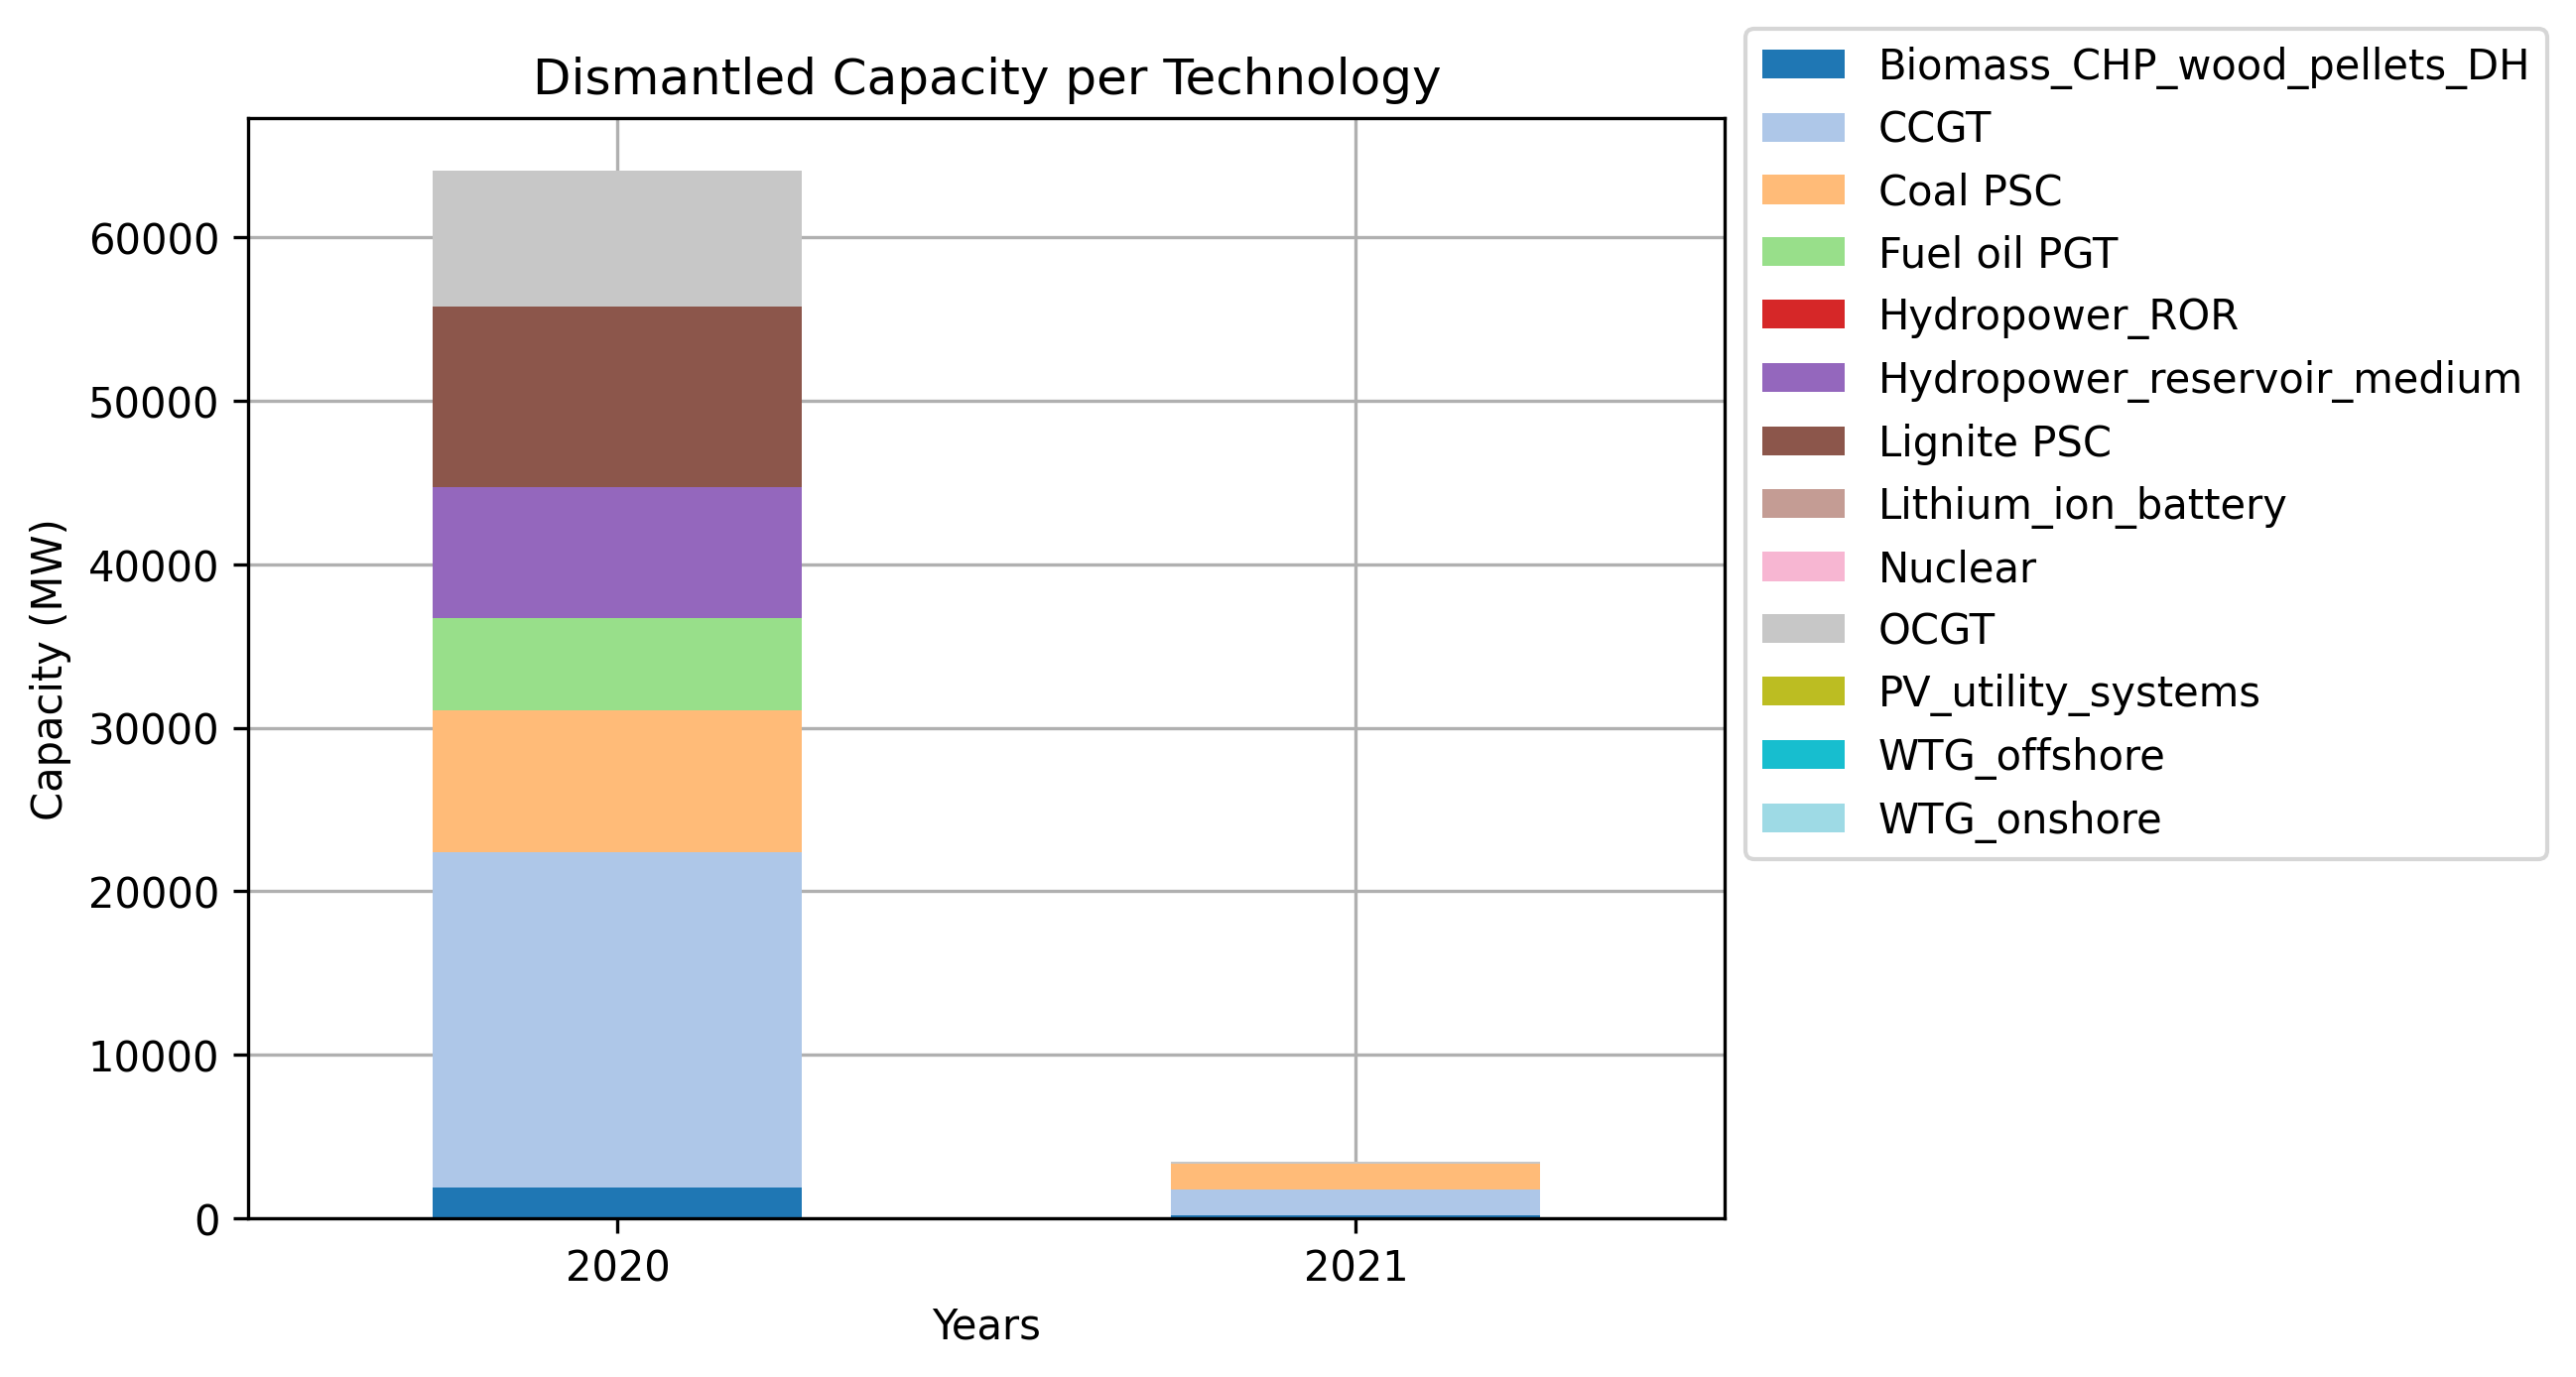 Dismantled Capacity per Technology
Capacity (MW)
60000
50000
40000
30000
20000
10000
0
2020
2021
Years
Biomass_CHP_wood_pellets_DH
CCGT
Coal PSC
Fuel oil PGT
Hydropower_ROR
Hydropower_reservoir_medium
Lignite PSC
Lithium_ion_battery
Nuclear
OCGT
PV_utility_systems
WTG_offshore
WTG_onshore